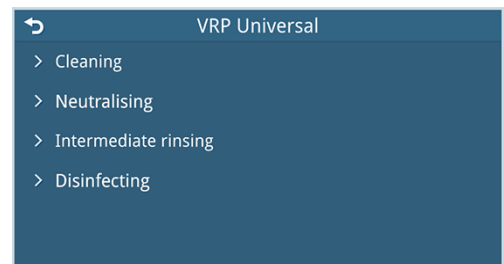 VRP Universal
> Cleaning
> Neutralising
> Intermediate rinsing
> Disinfecting